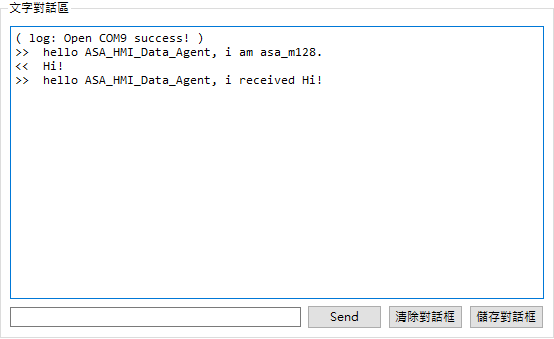 文字對話區
( log: Open COM9 success! )
>>  hello ASA_HMI_Data_Agent, i am asa_m128.
<<  Hi!
>>  hello ASA_HMI_Data_Agent, i received Hi!
Send 清除對話框 儲存對話框